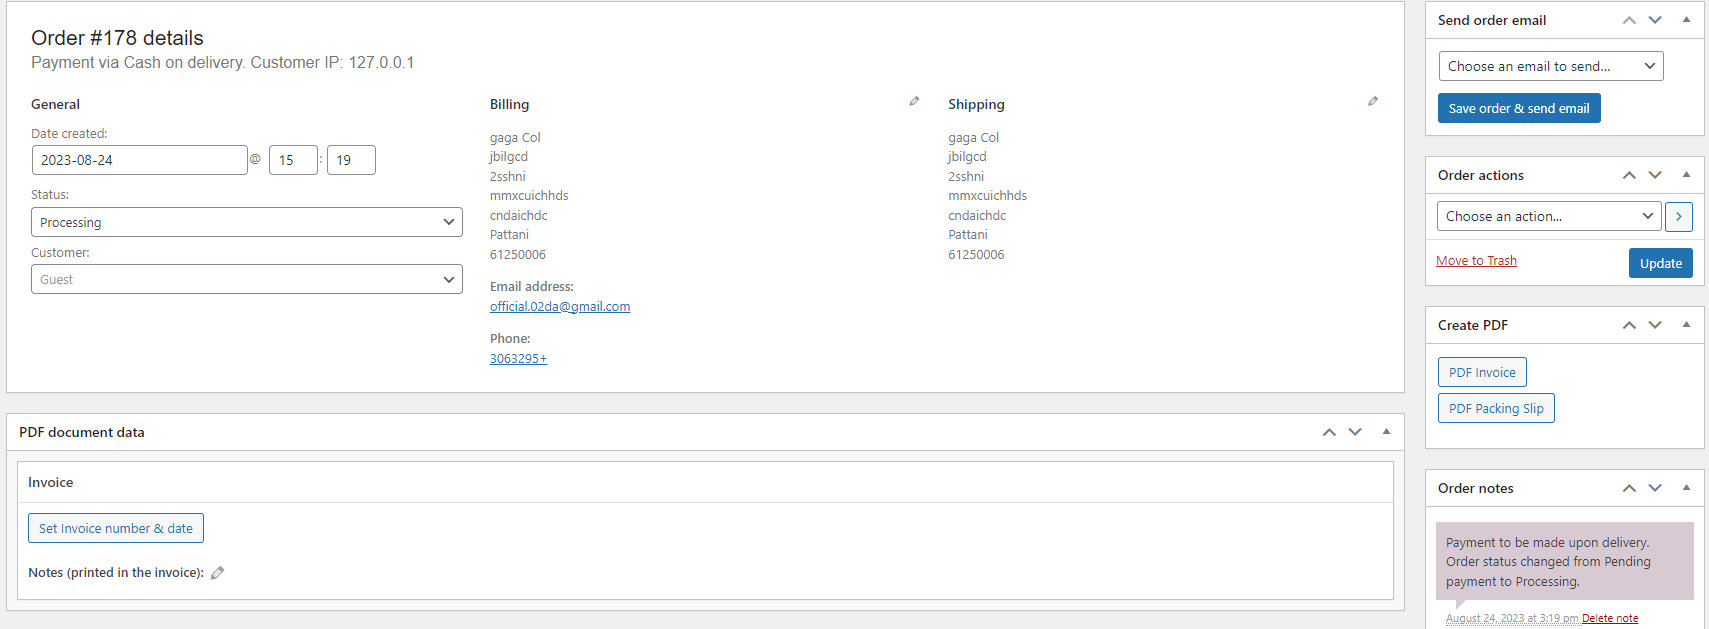 Order #178 details
Payment via Cash on delivery. Customer IP: 127.0.0.1
General
Date created:
2023-08-24 @ 15 : 19
Status:
Processing
Customer:
Guest
Billing
gaga Col
jbilgcd
2sshni
mmxcuichhds
cndaichdc
Pattani
61250006
Email address:
official.02da@gmail.com
Phone:
3063295+
Shipping
gaga Col
jbilgcd
2sshni
mmxcuichhds
cndaichdc
Pattani
61250006
PDF document data
Invoice
Set Invoice number & date
Notes (printed in the invoice):
Send order email
Choose an email to send...
Save order & send email
Order actions
Choose an action...
Move to Trash
Update
Create PDF
PDF Invoice
PDF Packing Slip
Order notes
Payment to be made upon delivery.
Order status changed from Pending
payment to Processing.
August 24, 2023 at 3:19 pm Delete note